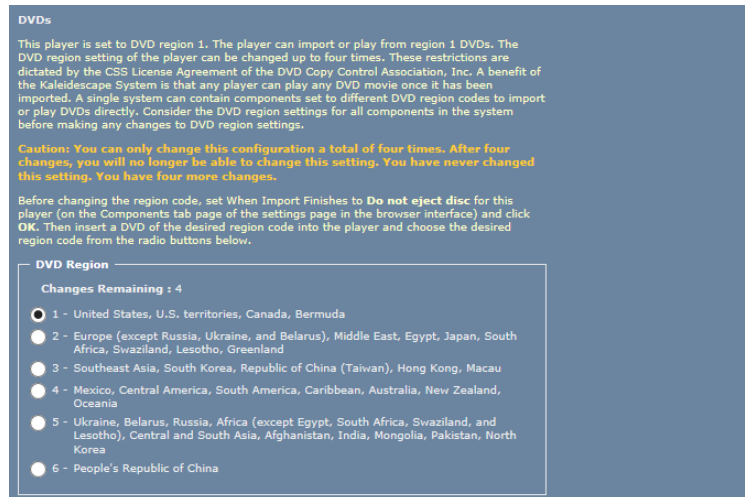 DVDs
This player is set to DVD region 1. The player can import or play from region 1 DVDs. The
DVD region setting of the player can be changed up to four times. These restrictions are
dictated by the CSS License Agreement of the DVD Copy Control Association, Inc. A benefit of
the Kaleidescape System is that any player can play any DVD movie once it has been
imported. A single system can contain components set to different DVD region codes to import
or play DVDs directly. Consider the DVD region settings for all components in the system
before making any changes to DVD region settings.
Caution: You can only change this configuration a total of four times. After four
changes, you will no longer be able to change this setting. You have never changed
this setting. You have four more changes.
Before changing the region code, set When Import Finishes to Do not eject disc for this
player (on the Components tab page of the settings page in the browser interface) and click
OK. Then insert a DVD of the desired region code into the player and choose the desired
region code from the radio buttons below.
DVD Region
Changes Remaining : 4
1 - United States, U.S. territories, Canada, Bermuda
2 - Europe (except Russia, Ukraine, and Belarus), Middle East, Egypt, Japan, South
Africa, Swaziland, Lesotho, Greenland
3 - Southeast Asia, South Korea, Republic of China (Taiwan), Hong Kong, Macau
4 - Mexico, Central America, South America, Caribbean, Australia, New Zealand,
Oceania
5 - Ukraine, Belarus, Russia, Africa (except Egypt, South Africa, Swaziland, and
Lesotho), Central and South Asia, Afghanistan, India, Mongolia, Pakistan, North
Korea
6 - People's Republic of China